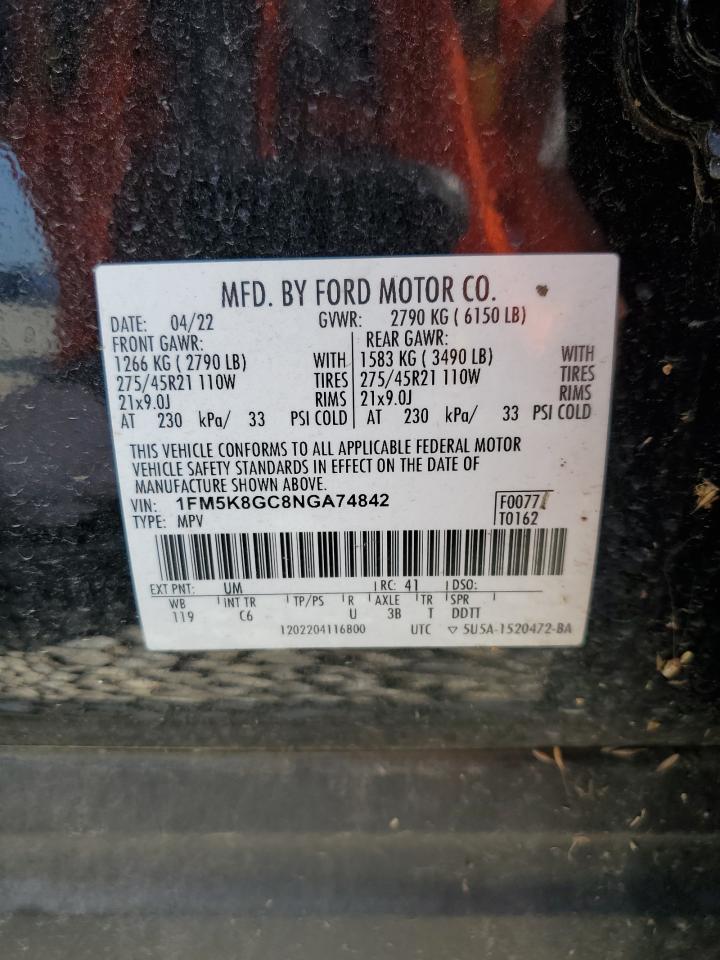 MFD. BY FORD MOTOR CO.
DATE: 04/22 GVWR: 2790 KG ( 6150 LB)
FRONT GAWR: REAR GAWR:
1266 KG ( 2790 LB) WITH 1583 KG ( 3490 LB) WITH
275/45R21 110W TIRES 275/45R21 110W TIRES
21x9.0J RIMS 21x9.0J RIMS
AT 230 kPa/ 33 PSI COLD AT 230 kPa/ 33 PSI COLD
THIS VEHICLE CONFORMS TO ALL APPLICABLE FEDERAL MOTOR
VEHICLE SAFETY STANDARDS IN EFFECT ON THE DATE OF
MANUFACTURE SHOWN ABOVE.
VIN: 1FM5K8GC8NGA74842 F0077
TYPE: MPV T0162
EXT PNT: UM RC: 41 DSO:
WB INT TR TP/PS R AXLE TR SPR
119 C6 U 3B T DDTT
1202204116800 UTC ▽ 5U5A-1520472-BA